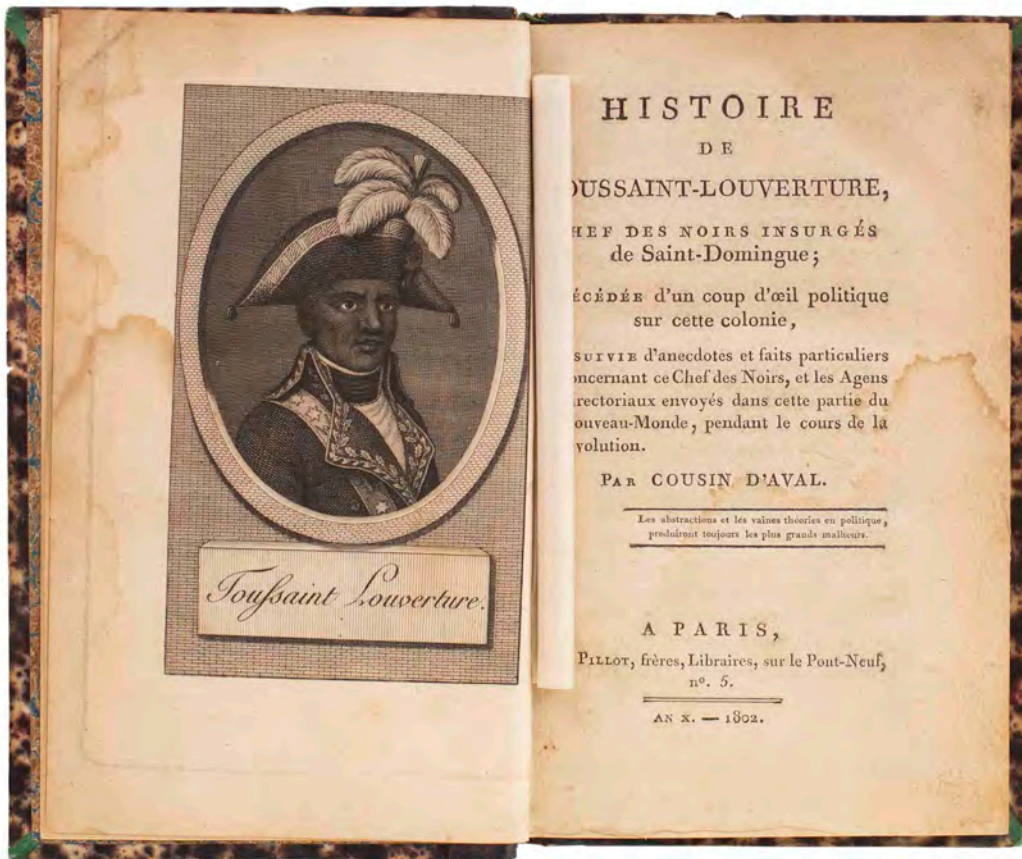 Touſsaint Louverture.
HISTOIRE
DE
OUSSAINT-LOUVERTURE,
HEF DES NOIRS INSURGÉS
de Saint-Domingue;
ÉCÉDÉE d'un coup d'œil politique
sur cette colonie,
SUIVIE d'anecdotes et faits particuliers
oncernant ce Chef des Noirs, et les Agens
rectoriaux envoyés dans cette partie du
ouveau-Monde, pendant le cours de la
volution.
PAR COUSIN D'AVAL.
Les abstractions et les vaines théories en politique,
produiront toujours les plus grands malheurs.
A PARIS,
PILLOT, frères, Libraires, sur le Pont-Neuf,
nº. 5.
AN X. — 1802.